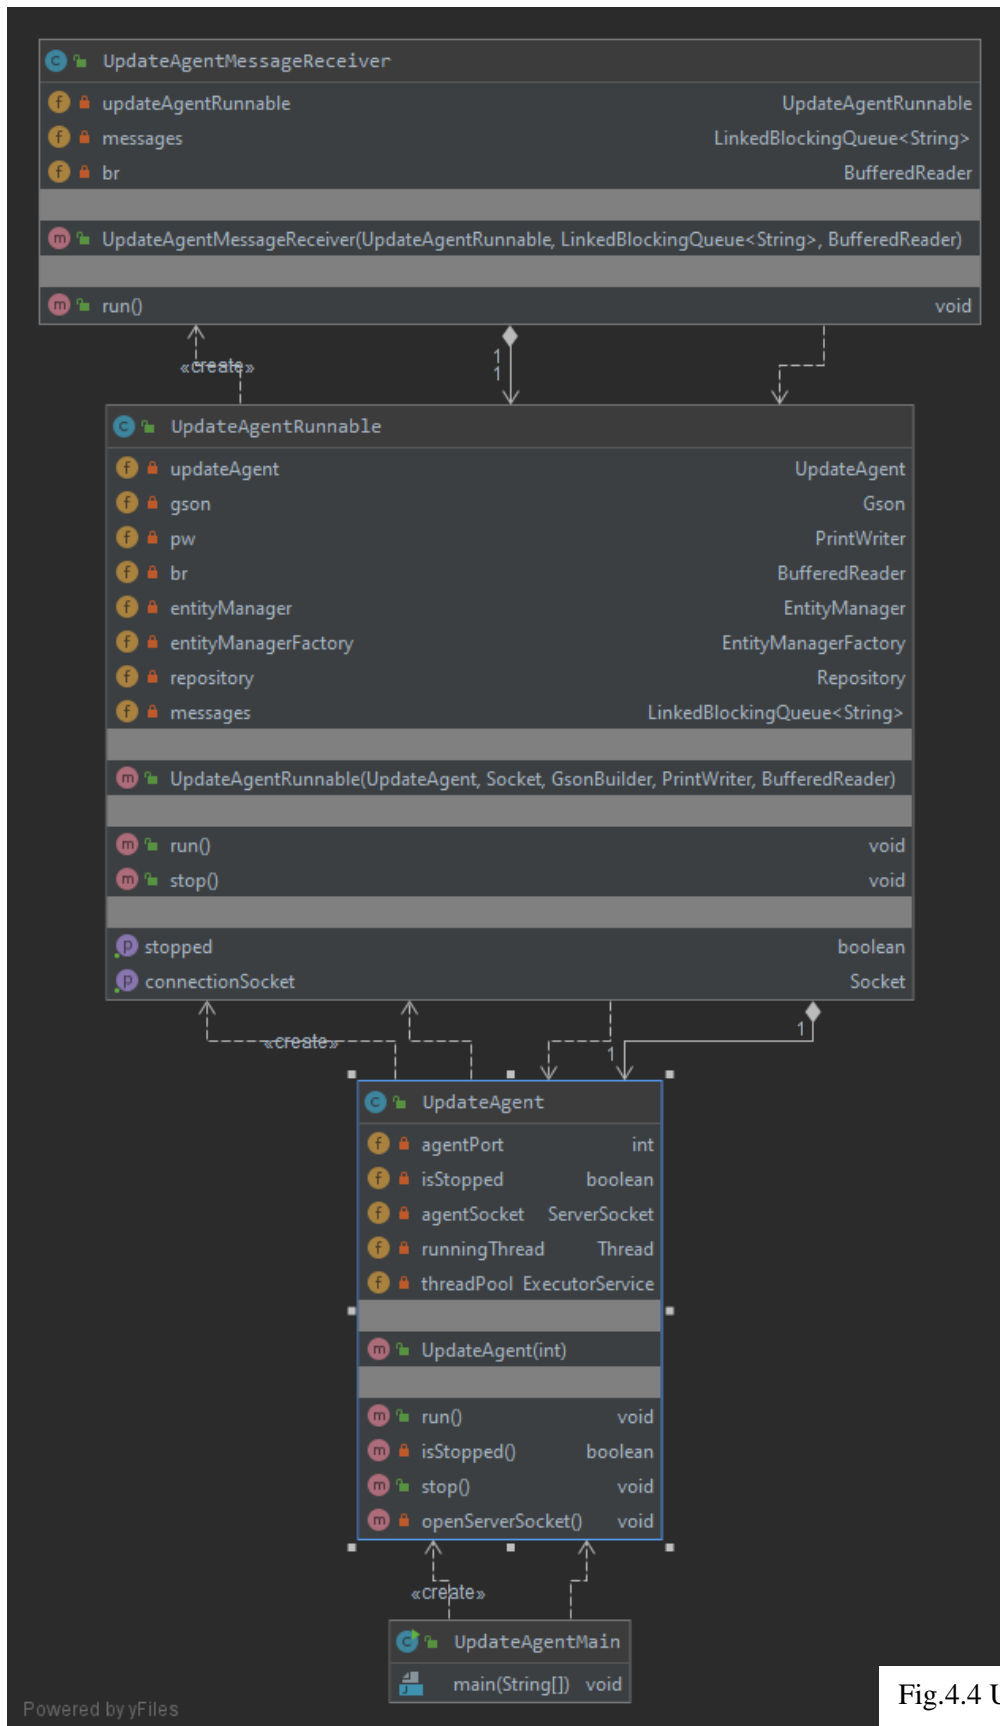 UpdateAgentMessageReceiver
updateAgentRunnable UpdateAgentRunnable
messages LinkedBlockingQueue<String>
br BufferedReader
UpdateAgentMessageReceiver(UpdateAgentRunnable, LinkedBlockingQueue<String>, BufferedReader)
run() void
«create»
1
1
UpdateAgentRunnable
updateAgent UpdateAgent
gson Gson
pw PrintWriter
br BufferedReader
entityManager EntityManager
entityManagerFactory EntityManagerFactory
repository Repository
messages LinkedBlockingQueue<String>
UpdateAgentRunnable(UpdateAgent, Socket, GsonBuilder, PrintWriter, BufferedReader)
run() void
stop() void
stopped boolean
connectionSocket Socket
1
«create»
1
UpdateAgent
agentPort int
isStopped boolean
agentSocket ServerSocket
runningThread Thread
threadPool ExecutorService
UpdateAgent(int)
run() void
isStopped() boolean
stop() void
openServerSocket() void
«create»
UpdateAgentMain
main(String[]) void
Powered by yFiles
Fig.4.4 U